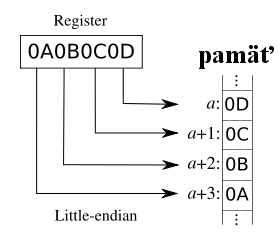 Register
0A0B0C0D
pamäť
⋮
a: 0D
a+1: 0C
a+2: 0B
a+3: 0A
Little-endian
⋮